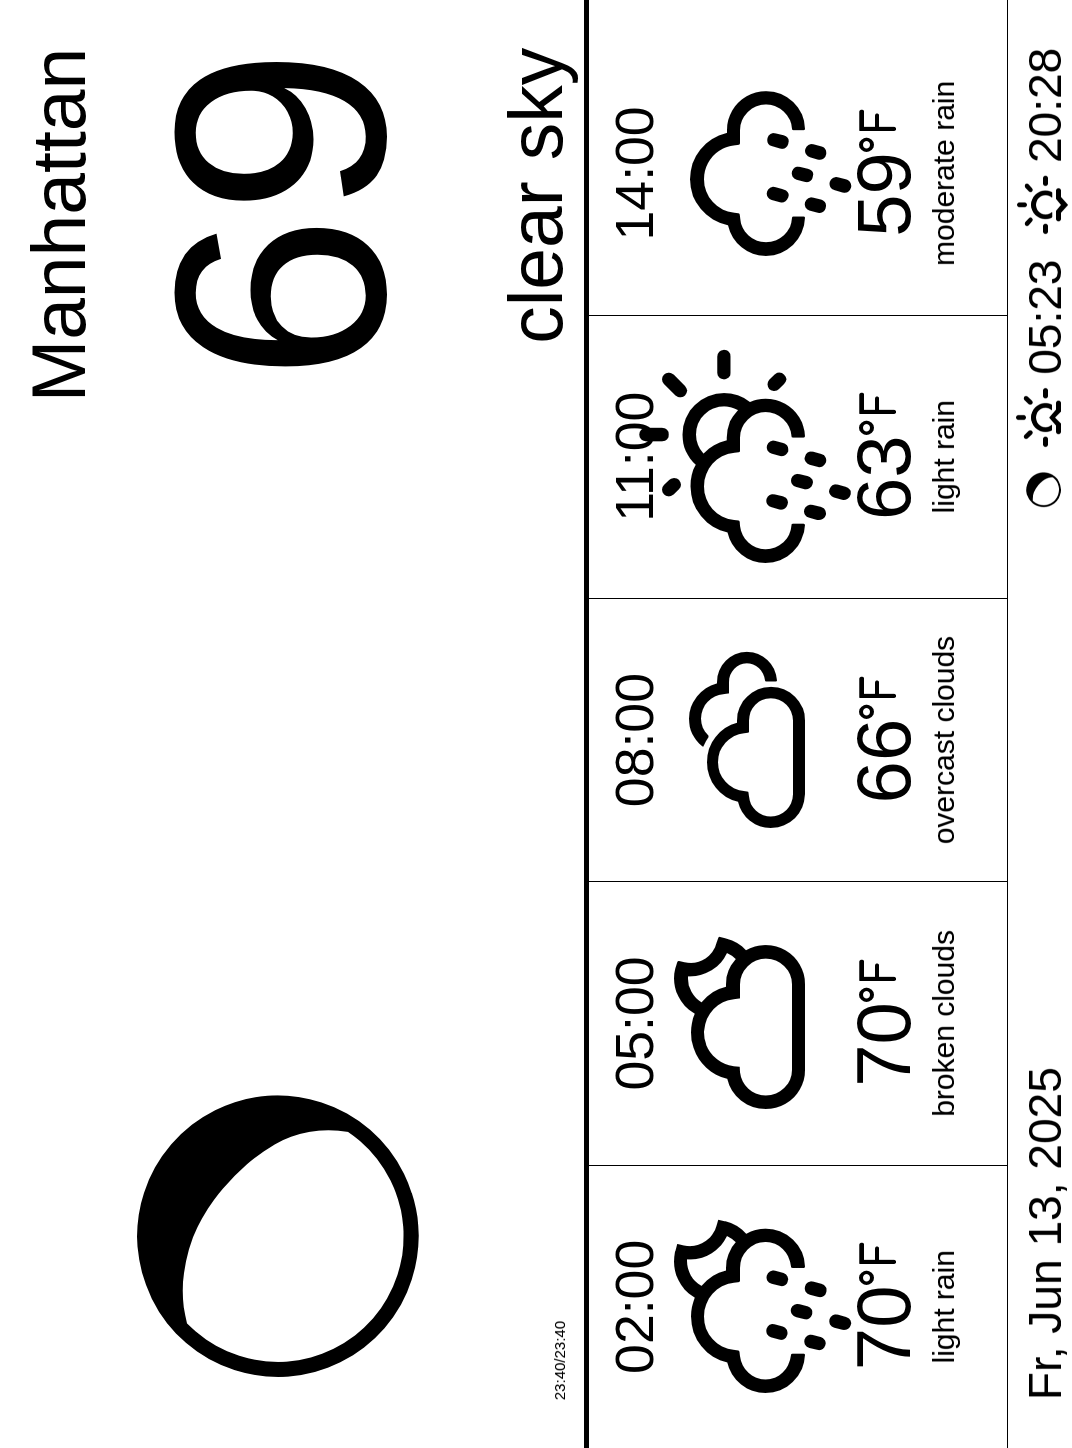 Manhattan
69
23:40/23:40
clear sky
02:00 05:00 08:00 11:00 14:00
70°F 70°F 66°F 63°F 59°F
light rain broken clouds overcast clouds light rain moderate rain
Fr, Jun 13, 2025 05:23 20:28